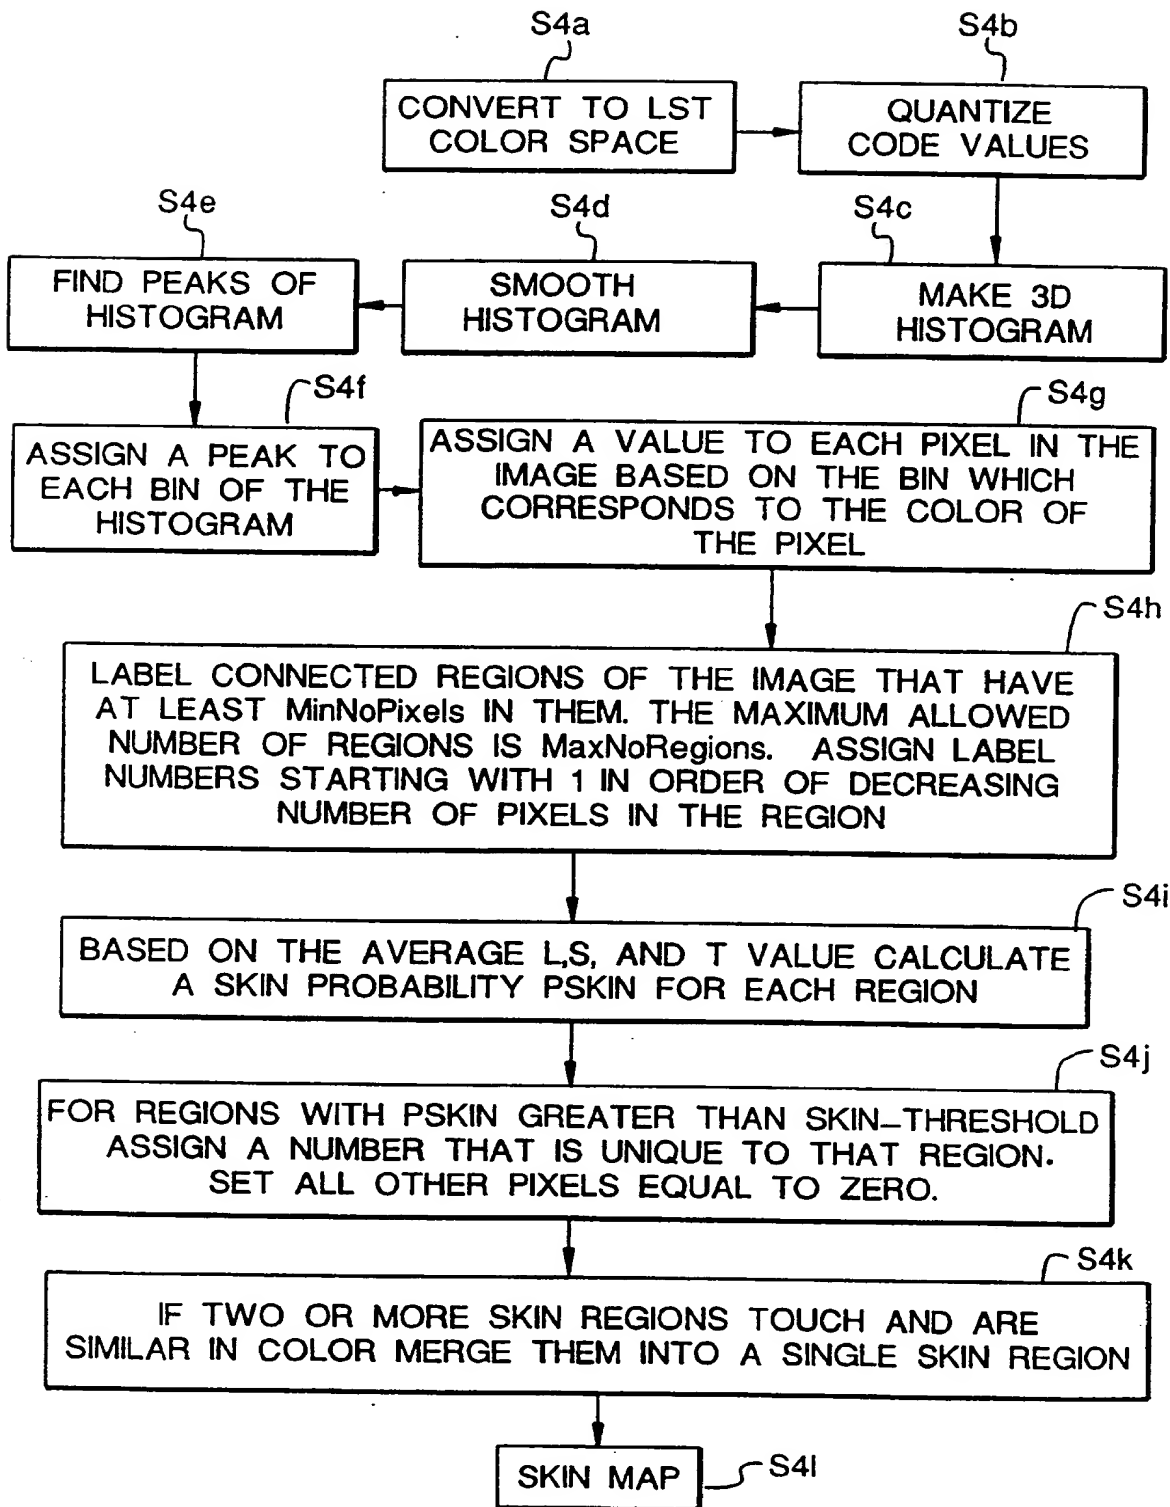 S4a
CONVERT TO LST
COLOR SPACE
S4b
QUANTIZE
CODE VALUES
S4c
MAKE 3D
HISTOGRAM
S4d
SMOOTH
HISTOGRAM
S4e
FIND PEAKS OF
HISTOGRAM
S4f
ASSIGN A PEAK TO
EACH BIN OF THE
HISTOGRAM
S4g
ASSIGN A VALUE TO EACH PIXEL IN THE
IMAGE BASED ON THE BIN WHICH
CORRESPONDS TO THE COLOR OF
THE PIXEL
S4h
LABEL CONNECTED REGIONS OF THE IMAGE THAT HAVE
AT LEAST MinNoPixels IN THEM. THE MAXIMUM ALLOWED
NUMBER OF REGIONS IS MaxNoRegions. ASSIGN LABEL
NUMBERS STARTING WITH 1 IN ORDER OF DECREASING
NUMBER OF PIXELS IN THE REGION
S4i
BASED ON THE AVERAGE L,S, AND T VALUE CALCULATE
A SKIN PROBABILITY PSKIN FOR EACH REGION
S4j
FOR REGIONS WITH PSKIN GREATER THAN SKIN–THRESHOLD
ASSIGN A NUMBER THAT IS UNIQUE TO THAT REGION.
SET ALL OTHER PIXELS EQUAL TO ZERO.
S4k
IF TWO OR MORE SKIN REGIONS TOUCH AND ARE
SIMILAR IN COLOR MERGE THEM INTO A SINGLE SKIN REGION
SKIN MAP
S4l